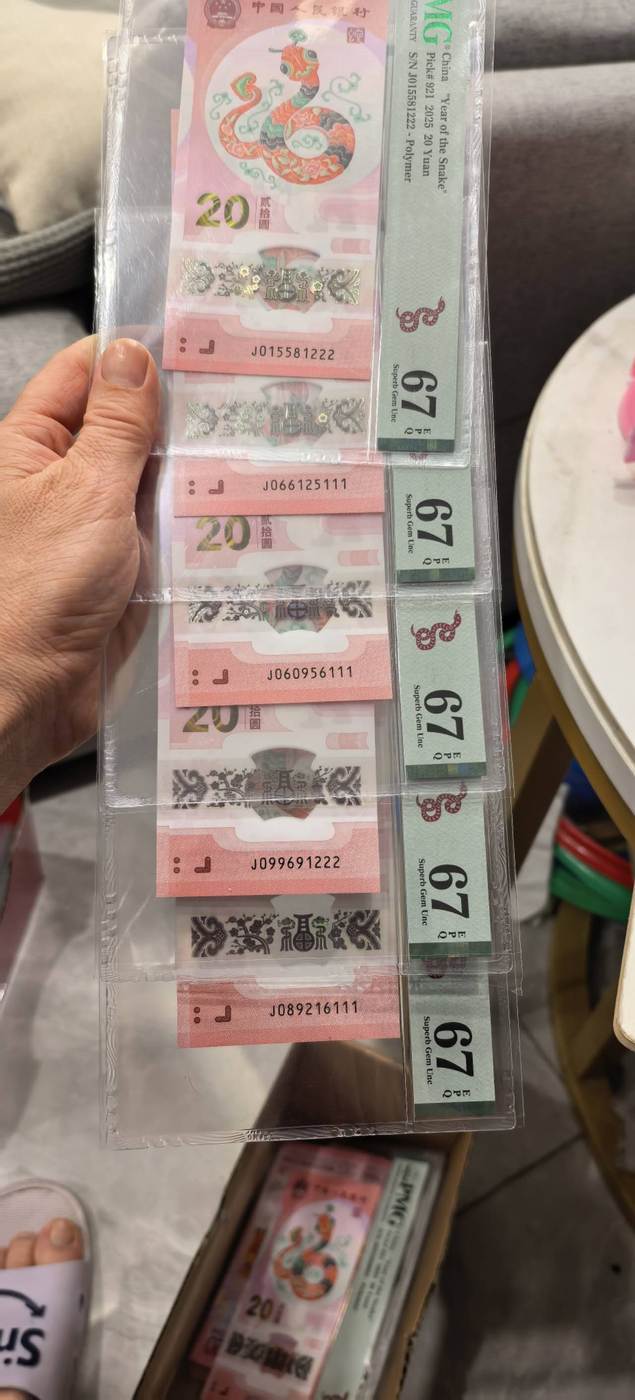 中国人民银行
PMG
GUARANTY
China "Year of the Snake"
Pick# 921 2025 20 Yuan
S/N J015581222 - Polymer
20
贰拾圆
J015581222
67
EPQ
Superb Gem Unc
J066125111
67
EPQ
Superb Gem Unc
20
贰拾圆
J060956111
67
EPQ
Superb Gem Unc
20
拾圆
J099691222
67
EPQ
Superb Gem Unc
J089216111
67
EPQ
Superb Gem Unc
PMG
20